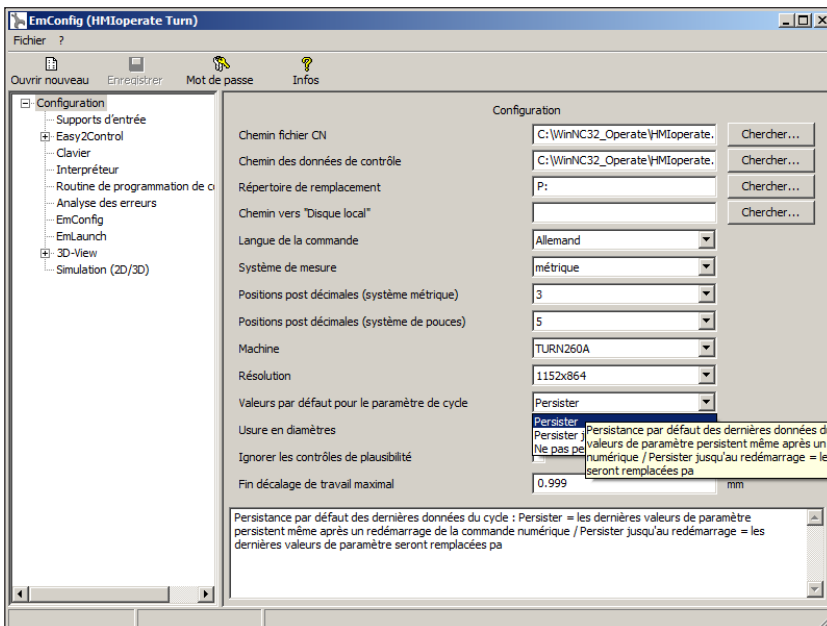 EmConfig (HMIoperate Turn)
Fichier ?
Ouvrir nouveau Enregistrer Mot de passe Infos
Configuration
Supports d'entrée
Easy2Control
Clavier
Interpréteur
Routine de programmation de
Analyse des erreurs
EmConfig
EmLaunch
3D-View
Simulation (2D/3D)
Configuration
Chemin fichier CN C:\WinNC32_Operate\HMIoperate. Chercher...
Chemin des données de contrôle C:\WinNC32_Operate\HMIoperate. Chercher...
Répertoire de remplacement P: Chercher...
Chemin vers "Disque local" Chercher...
Langue de la commande Allemand
Système de mesure métrique
Positions post décimales (système métrique) 3
Positions post décimales (système de pouces) 5
Machine TURN260A
Résolution 1152x864
Valeurs par défaut pour le paramètre de cycle Persister
Persister
Persister j
Ne pas pe
Persistance par défaut des dernières données d
valeurs de paramètre persistent même après un
numérique / Persister jusqu'au redémarrage = le
seront remplacées pa
Usure en diamètres
Ignorer les contrôles de plausibilité
Fin décalage de travail maximal 0.999 mm
Persistance par défaut des dernières données du cycle : Persister = les dernières valeurs de paramètre
persistent même après un redémarrage de la commande numérique / Persister jusqu'au redémarrage = les
dernières valeurs de paramètre seront remplacées pa